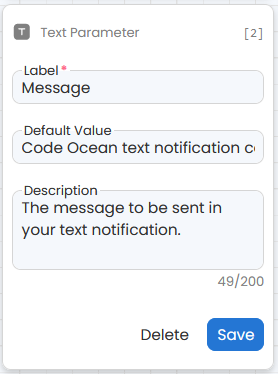 T Text Parameter [2]
Label *
Message
Default Value
Code Ocean text notification
Description
The message to be sent in
your text notification.
49/200
Delete Save